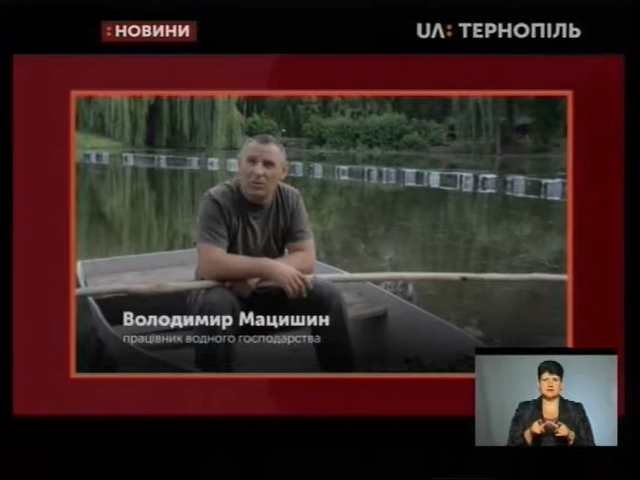 :НОВИНИ
UA: ТЕРНОПІЛЬ
Володимир Мацишин
працівник водного господарства